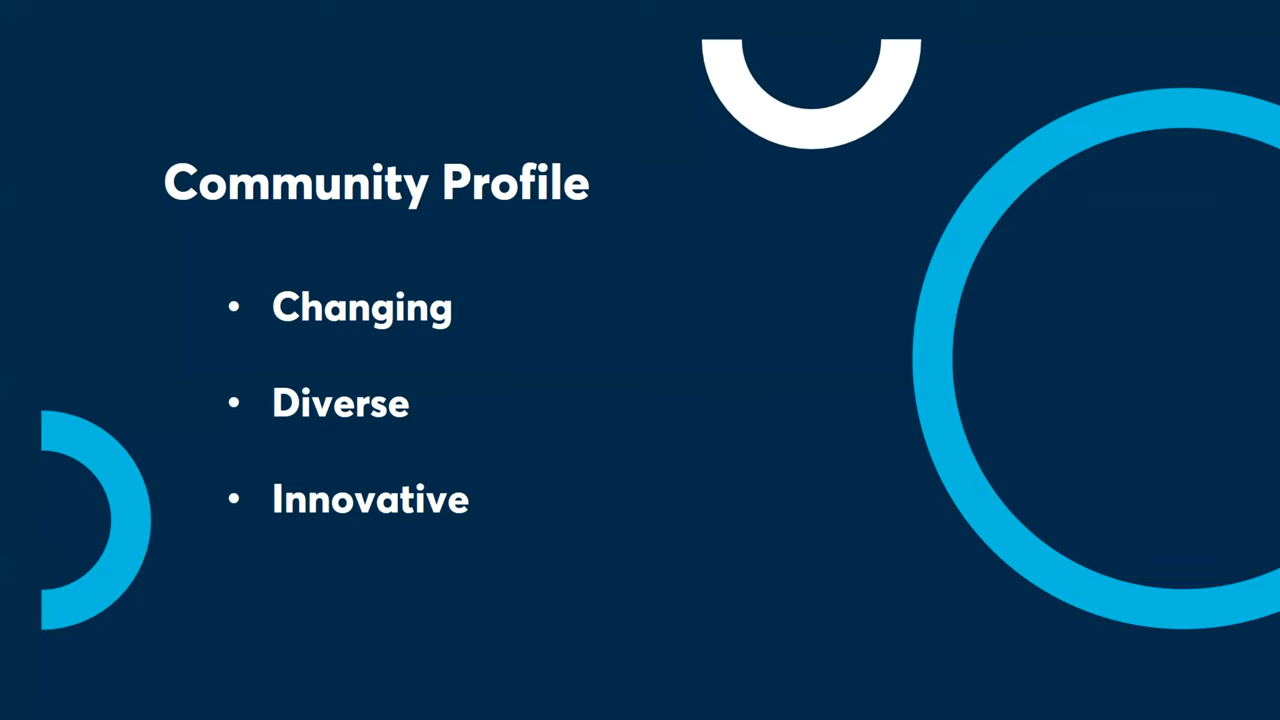 Community Profile
• Changing
• Diverse
• Innovative